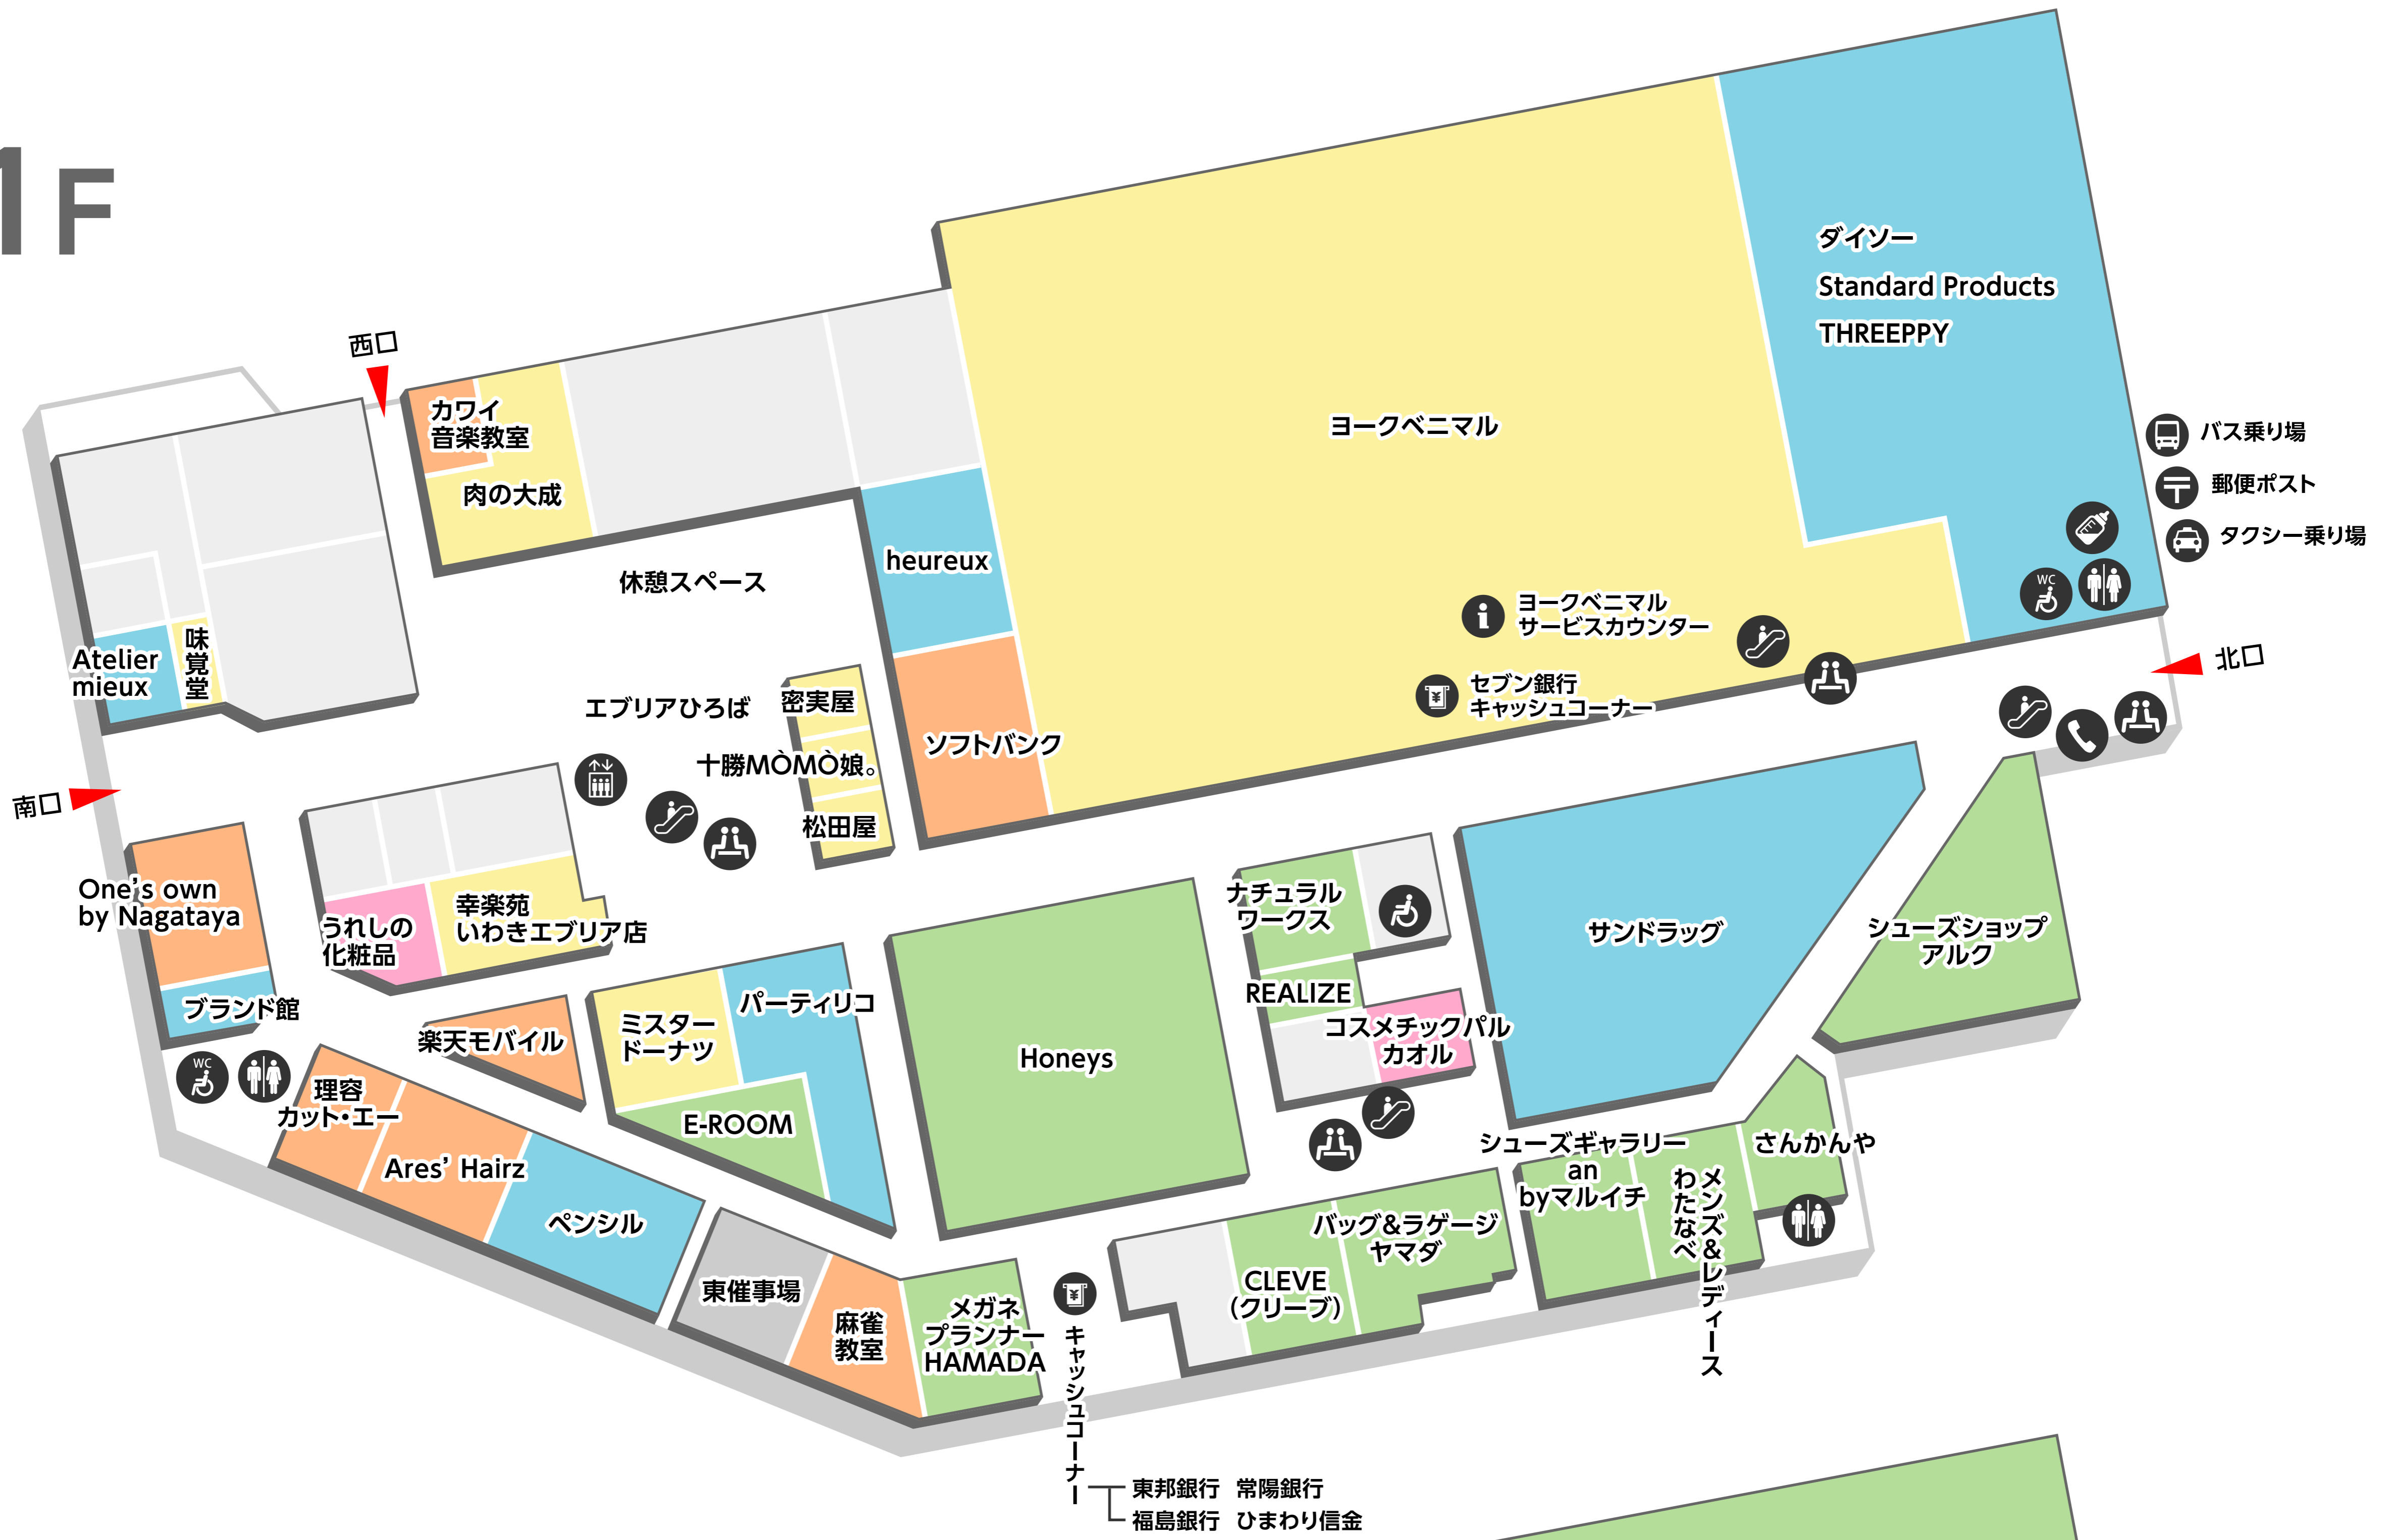 1F
西口
カワイ
音楽教室
肉の大成
休憩スペース
heureux
ソフトバンク
ヨークベニマル
ダイソー
Standard Products
THREEPPY
バス乗り場
郵便ポスト
タクシー乗り場
WC
ヨークベニマル
サービスカウンター
セブン銀行
キャッシュコーナー
北口
Atelier
mieux
味覚堂
エブリアひろば
密実屋
十勝MÒMÒ娘。
松田屋
南口
One's own
by Nagataya
ブランド館
うれしの
化粧品
幸楽苑
いわきエブリア店
WC
理容
カット・エー
Ares' Hairz
ペンシル
楽天モバイル
ミスター
ドーナツ
パーティリコ
E-ROOM
Honeys
ナチュラル
ワークス
REALIZE
コスメチックパル
カオル
サンドラッグ
シューズショップ
アルク
シューズギャラリー
an
byマルイチ
メンズ&レディース
わたなべ
さんかんや
バッグ&ラゲージ
ヤマダ
CLEVE
(クリーブ)
東催事場
麻雀
教室
メガネ
プランナー
HAMADA
キャッシュコーナー
東邦銀行 常陽銀行
福島銀行 ひまわり信金